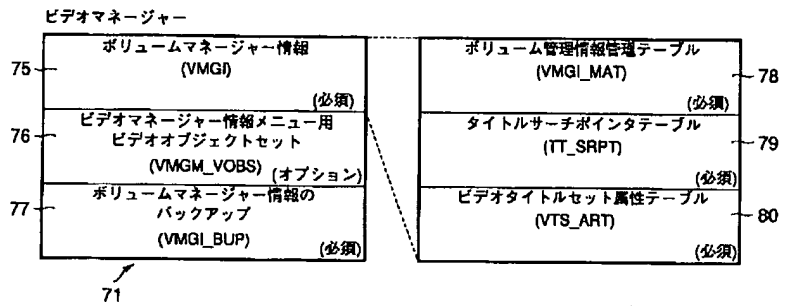 ビデオマネージャー
75
ボリュームマネージャー情報
(VMGI)
(必須)
76
ビデオマネージャー情報メニュー用
ビデオオブジェクトセット
(VMGM_VOBS)
(オプション)
77
ボリュームマネージャー情報の
バックアップ
(VMGI_BUP)
(必須)
71
ボリューム管理情報管理テーブル
(VMGI_MAT)
(必須)
78
タイトルサーチポインタテーブル
(TT_SRPT)
(必須)
79
ビデオタイトルセット属性テーブル
(VTS_ART)
(必須)
80